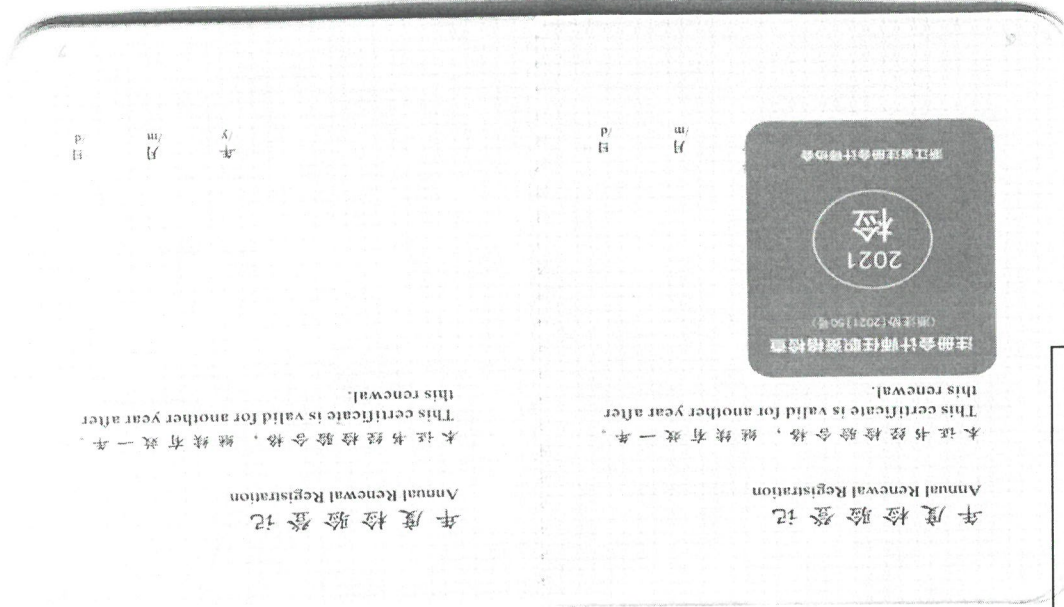 年度检验登记
Annual Renewal Registration
本证书经检验合格，继续有效一年。
This certificate is valid for another year after
this renewal.
注册会计师任职资格检查
（浙注协[2021]50号）
2021
检
浙江省注册会计师协会
月 日
/m /d
年度检验登记
Annual Renewal Registration
本证书经检验合格，继续有效一年。
This certificate is valid for another year after
this renewal.
年 月 日
/y /m /d